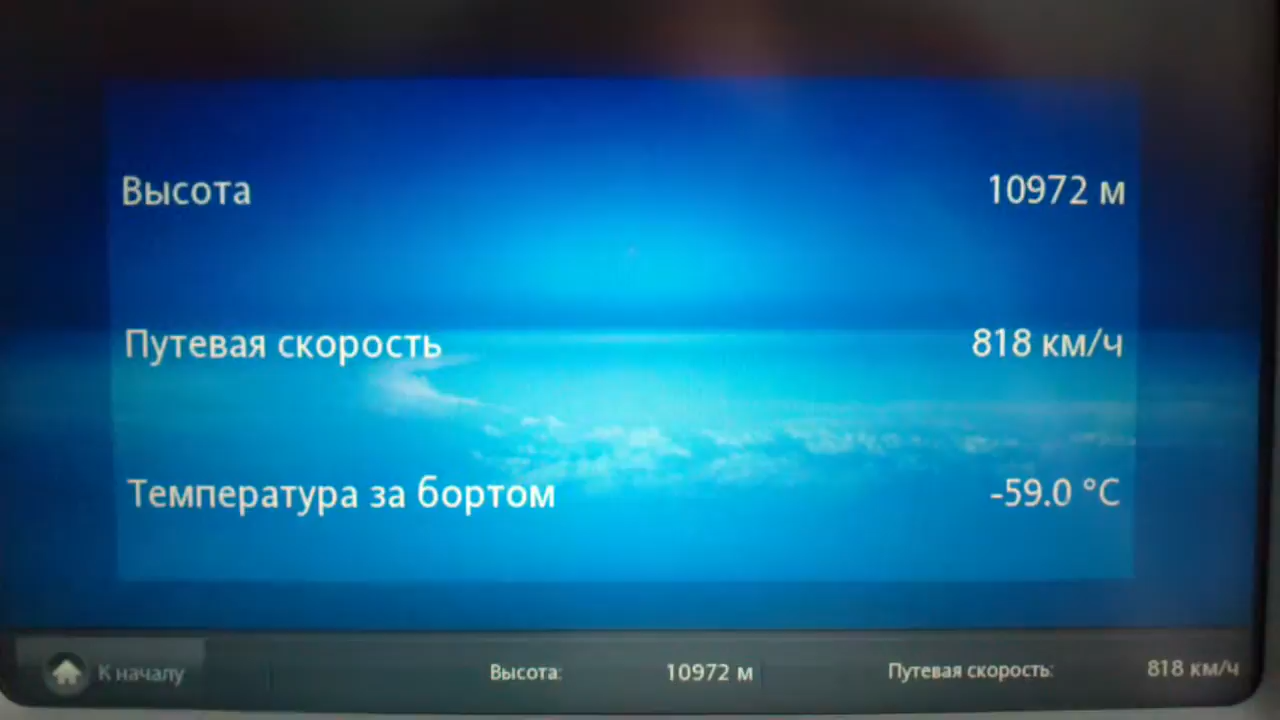 Высота 10972 м
Путевая скорость 818 км/ч
Температура за бортом -59.0 °C
К началу Высота: 10972 м Путевая скорость: 818 км/ч